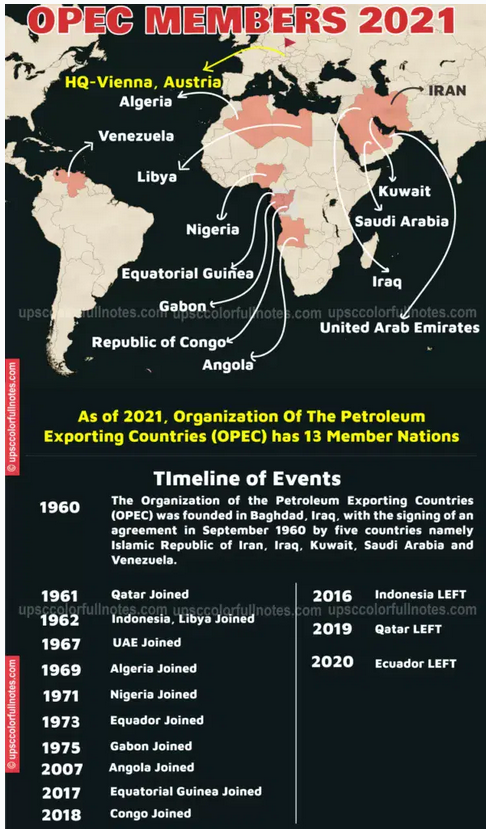 OPEC MEMBERS 2021
HQ-Vienna, Austria
Algeria
IRAN
Venezuela
Libya
Kuwait
Saudi Arabia
Nigeria
Equatorial Guinea
Iraq
Gabon
upsccolorfullnotes.com upsccolorfullnotes.com upsccolorfullnotes.com
United Arab Emirates
Republic of Congo
Angola
© upsccolorfullnotes.com
As of 2021, Organization Of The Petroleum
Exporting Countries (OPEC) has 13 Member Nations
TImeline of Events
1960
The Organization of the Petroleum Exporting Countries
(OPEC) was founded in Baghdad, Iraq, with the signing of an
agreement in September 1960 by five countries namely
Islamic Republic of Iran, Iraq, Kuwait, Saudi Arabia and
Venezuela.
1961 Qatar Joined
1962 Indonesia, Libya Joined
1967 UAE Joined
1969 Algeria Joined
1971 Nigeria Joined
1973 Equador Joined
1975 Gabon Joined
2007 Angola Joined
2017 Equatorial Guinea Joined
2018 Congo Joined
2016 Indonesia LEFT
2019 Qatar LEFT
2020 Ecuador LEFT
upsccolorfullnotes.com upsccolorfullnotes.com upsccolorfullnotes.com
© upsccolorfullnotes.com